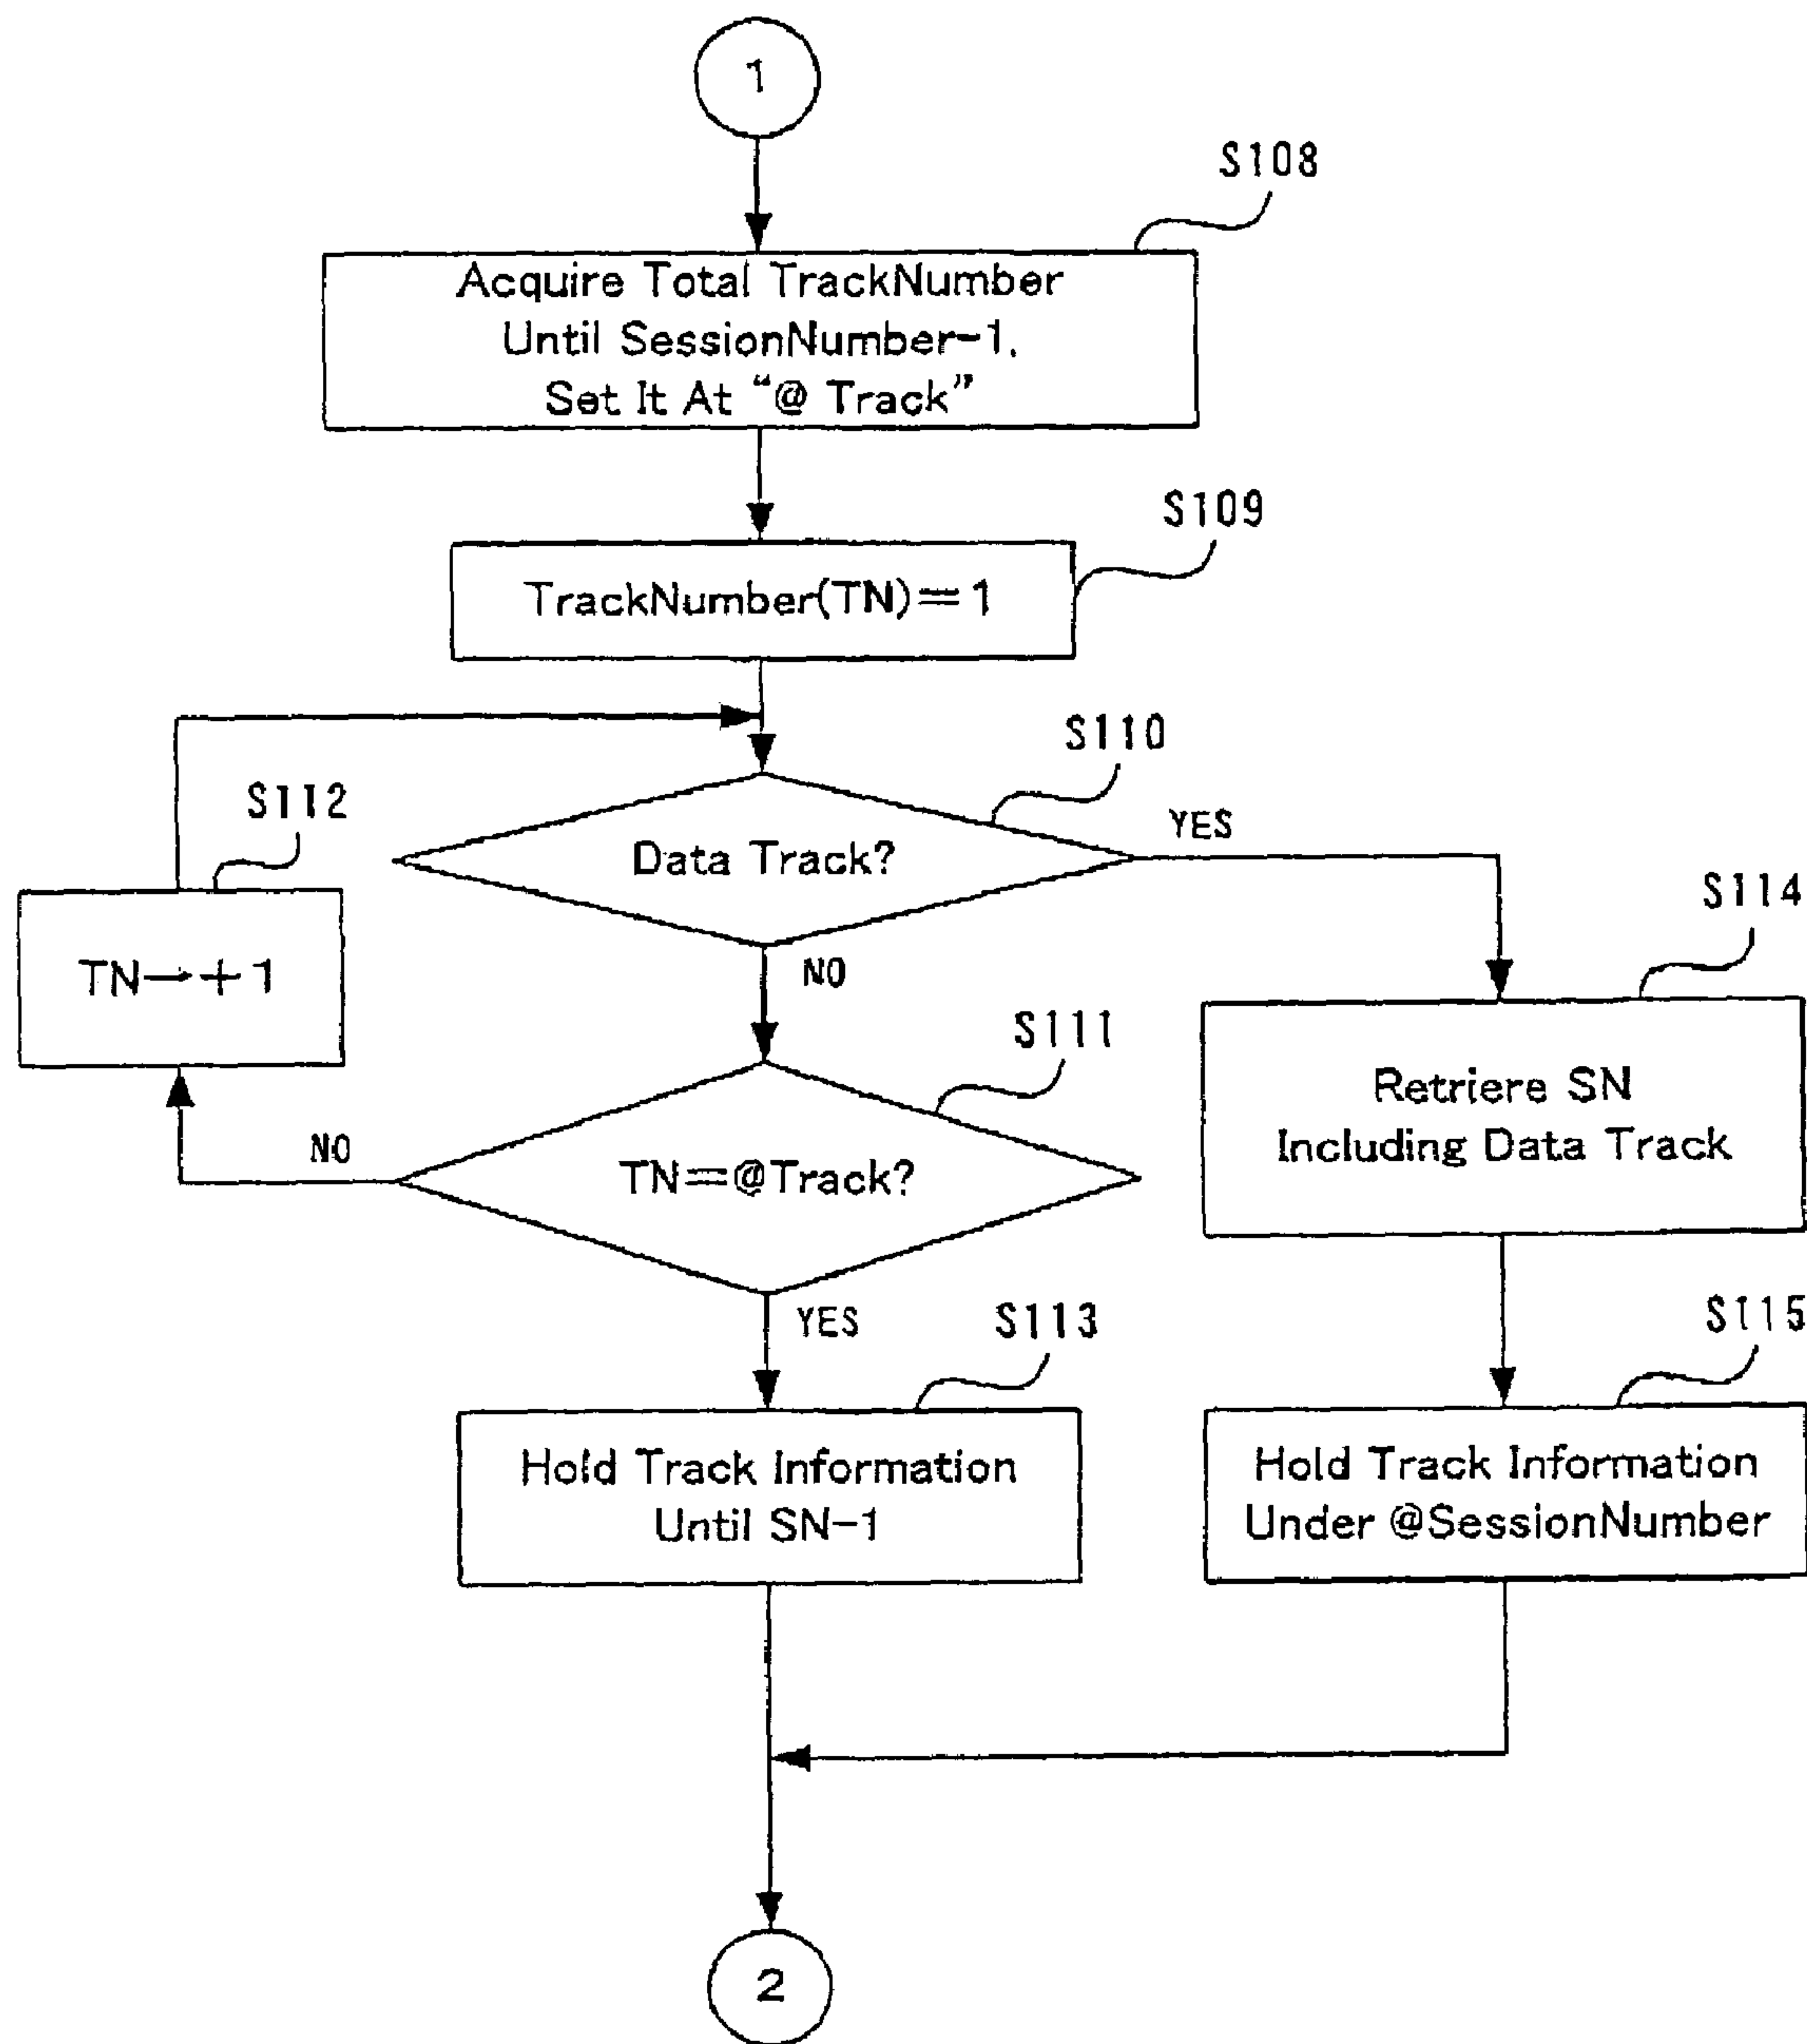 1
S108
Acquire Total TrackNumber
Until SessionNumber-1,
Set It At "@ Track"
S109
TrackNumber(TN)=1
S110
Data Track?
YES
NO
S112
TN→+1
S111
TN=@Track?
NO
YES
S114
Retriere SN
Including Data Track
S113
Hold Track Information
Until SN-1
S115
Hold Track Information
Under @SessionNumber
2